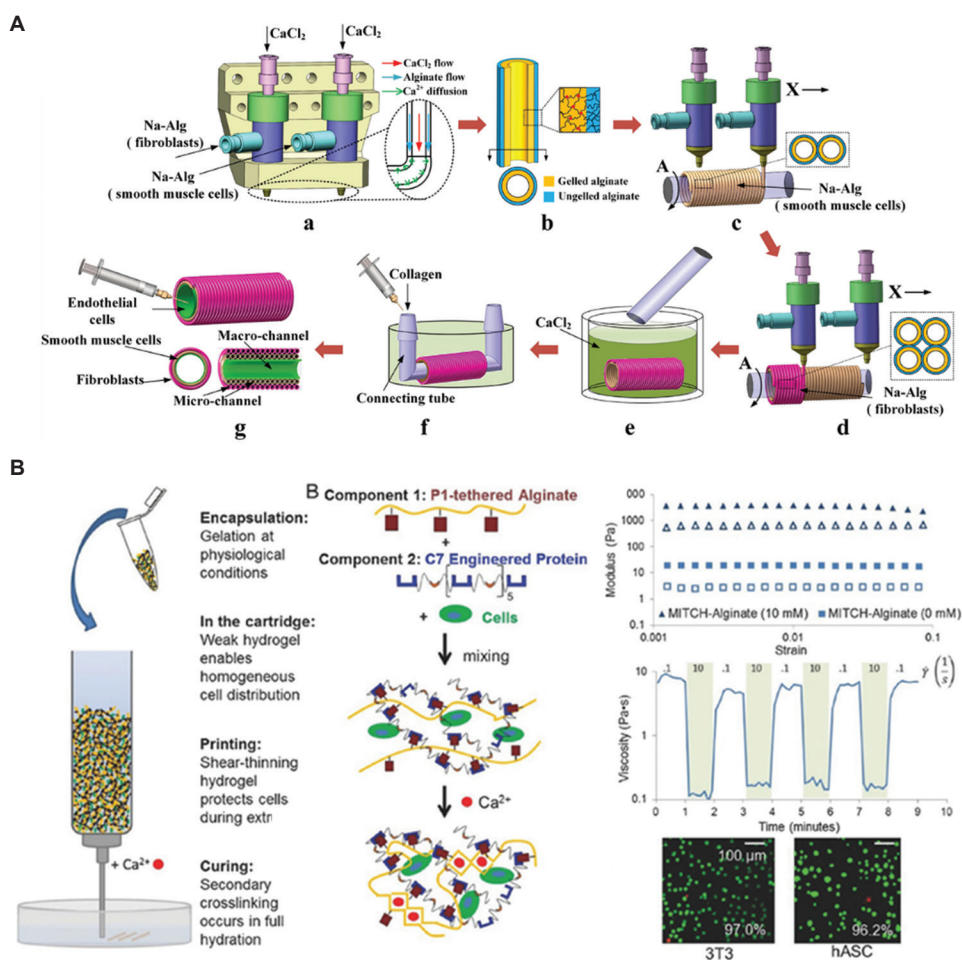 A
CaCl2
CaCl2
CaCl2 flow
Alginate flow
Ca2+ diffusion
Na-Alg
( fibroblasts )
Na-Alg
( smooth muscle cells )
a
Gelled alginate
Ungelled alginate
b
X
A
Na-Alg
( smooth muscle cells)
c
Endothelial
cells
Smooth muscle cells
Fibroblasts
Macro-channel
Micro-channel
g
Collagen
Connecting tube
f
CaCl2
e
X
A
Na-Alg
( fibroblasts )
d
B
Encapsulation:
Gelation at
physiological
conditions
In the cartridge:
Weak hydrogel
enables
homogeneous
cell distribution
Printing:
Shear-thinning
hydrogel
protects cells
during extr
Curing:
Secondary
crosslinking
occurs in full
hydration
+ Ca2+
B
Component 1: P1-tethered Alginate
+
Component 2: C7 Engineered Protein
5
+ Cells
mixing
Ca2+
Modulus (Pa)
000
1000
100
10
1
0.1
MITCH-Alginate (10 mM)
MITCH-Alginate (0 mM)
0.001
0.01
0.1
Strain
.1 10 .1 10 .1 10 .1 10 .1
γ̇ (1/s)
Viscosity (Pa•s)
10
1
0.1
0 1 2 3 4 5 6 7 8 9 10
Time (minutes)
100 µm
97.0%
96.2%
3T3
hASC